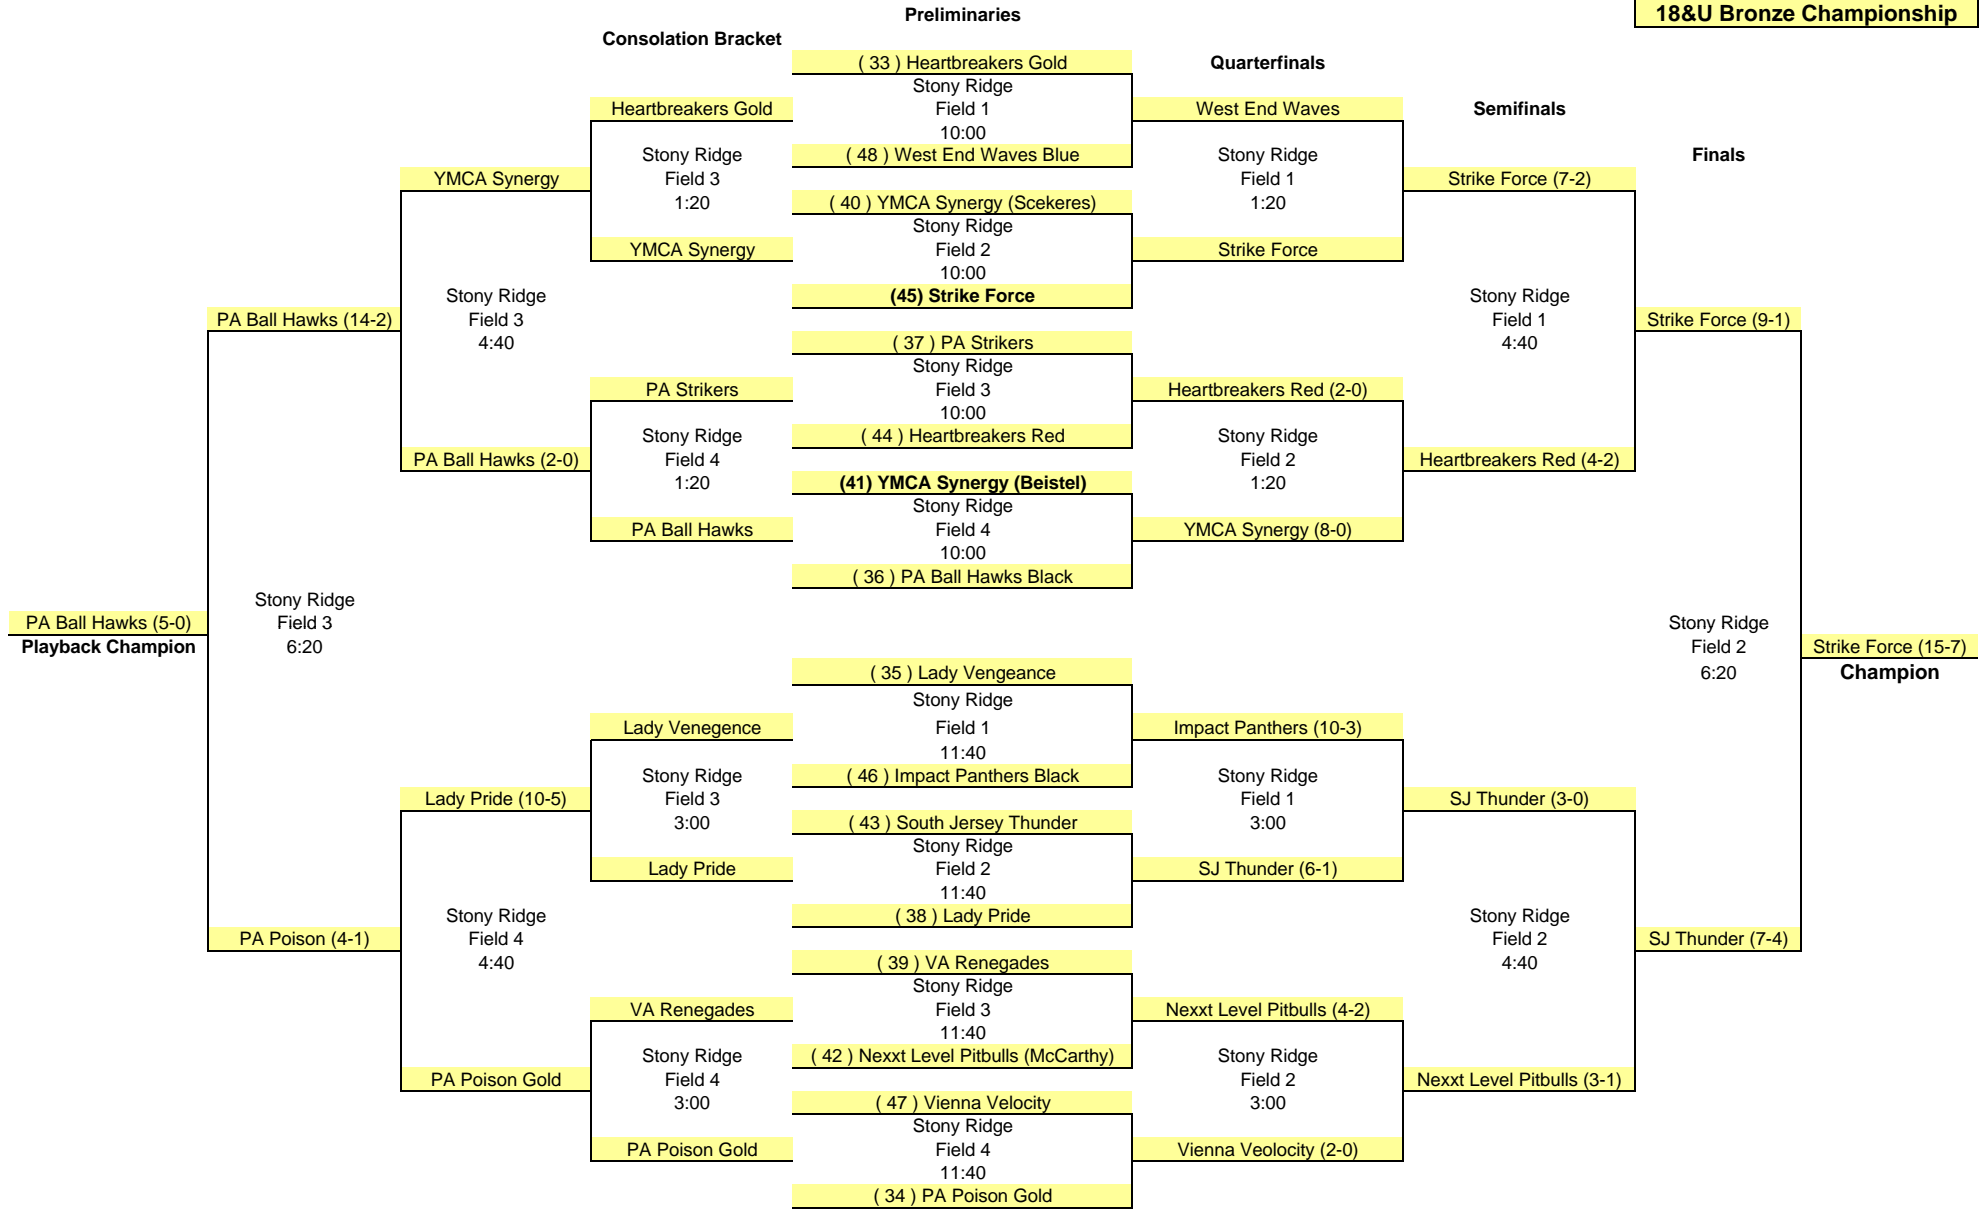 Preliminaries
18&U Bronze Championship
Consolation Bracket
( 33 ) Heartbreakers Gold
Quarterfinals
Stony Ridge
Heartbreakers Gold
Field 1
West End Waves
Semifinals
10:00
Stony Ridge
( 48 ) West End Waves Blue
Stony Ridge
Finals
YMCA Synergy
Field 3
Field 1
Strike Force (7-2)
1:20
( 40 ) YMCA Synergy (Scekeres)
1:20
Stony Ridge
YMCA Synergy
Field 2
Strike Force
10:00
Stony Ridge
(45) Strike Force
Stony Ridge
PA Ball Hawks (14-2)
Field 3
Field 1
Strike Force (9-1)
4:40
( 37 ) PA Strikers
4:40
Stony Ridge
PA Strikers
Field 3
Heartbreakers Red (2-0)
10:00
Stony Ridge
( 44 ) Heartbreakers Red
Stony Ridge
PA Ball Hawks (2-0)
Field 4
Field 2
Heartbreakers Red (4-2)
1:20
(41) YMCA Synergy (Beistel)
1:20
Stony Ridge
PA Ball Hawks
Field 4
YMCA Synergy (8-0)
10:00
( 36 ) PA Ball Hawks Black
Stony Ridge
PA Ball Hawks (5-0)
Field 3
Stony Ridge
Playback Champion
6:20
Field 2
Strike Force (15-7)
( 35 ) Lady Vengeance
6:20
Champion
Stony Ridge
Lady Venegence
Field 1
Impact Panthers (10-3)
11:40
Stony Ridge
( 46 ) Impact Panthers Black
Stony Ridge
Lady Pride (10-5)
Field 3
Field 1
SJ Thunder (3-0)
3:00
( 43 ) South Jersey Thunder
3:00
Stony Ridge
Lady Pride
Field 2
SJ Thunder (6-1)
11:40
Stony Ridge
( 38 ) Lady Pride
Stony Ridge
PA Poison (4-1)
Field 4
Field 2
SJ Thunder (7-4)
4:40
( 39 ) VA Renegades
4:40
Stony Ridge
VA Renegades
Field 3
Nexxt Level Pitbulls (4-2)
11:40
Stony Ridge
( 42 ) Nexxt Level Pitbulls (McCarthy)
Stony Ridge
PA Poison Gold
Field 4
Field 2
Nexxt Level Pitbulls (3-1)
3:00
( 47 ) Vienna Velocity
3:00
Stony Ridge
PA Poison Gold
Field 4
Vienna Veolocity (2-0)
11:40
( 34 ) PA Poison Gold